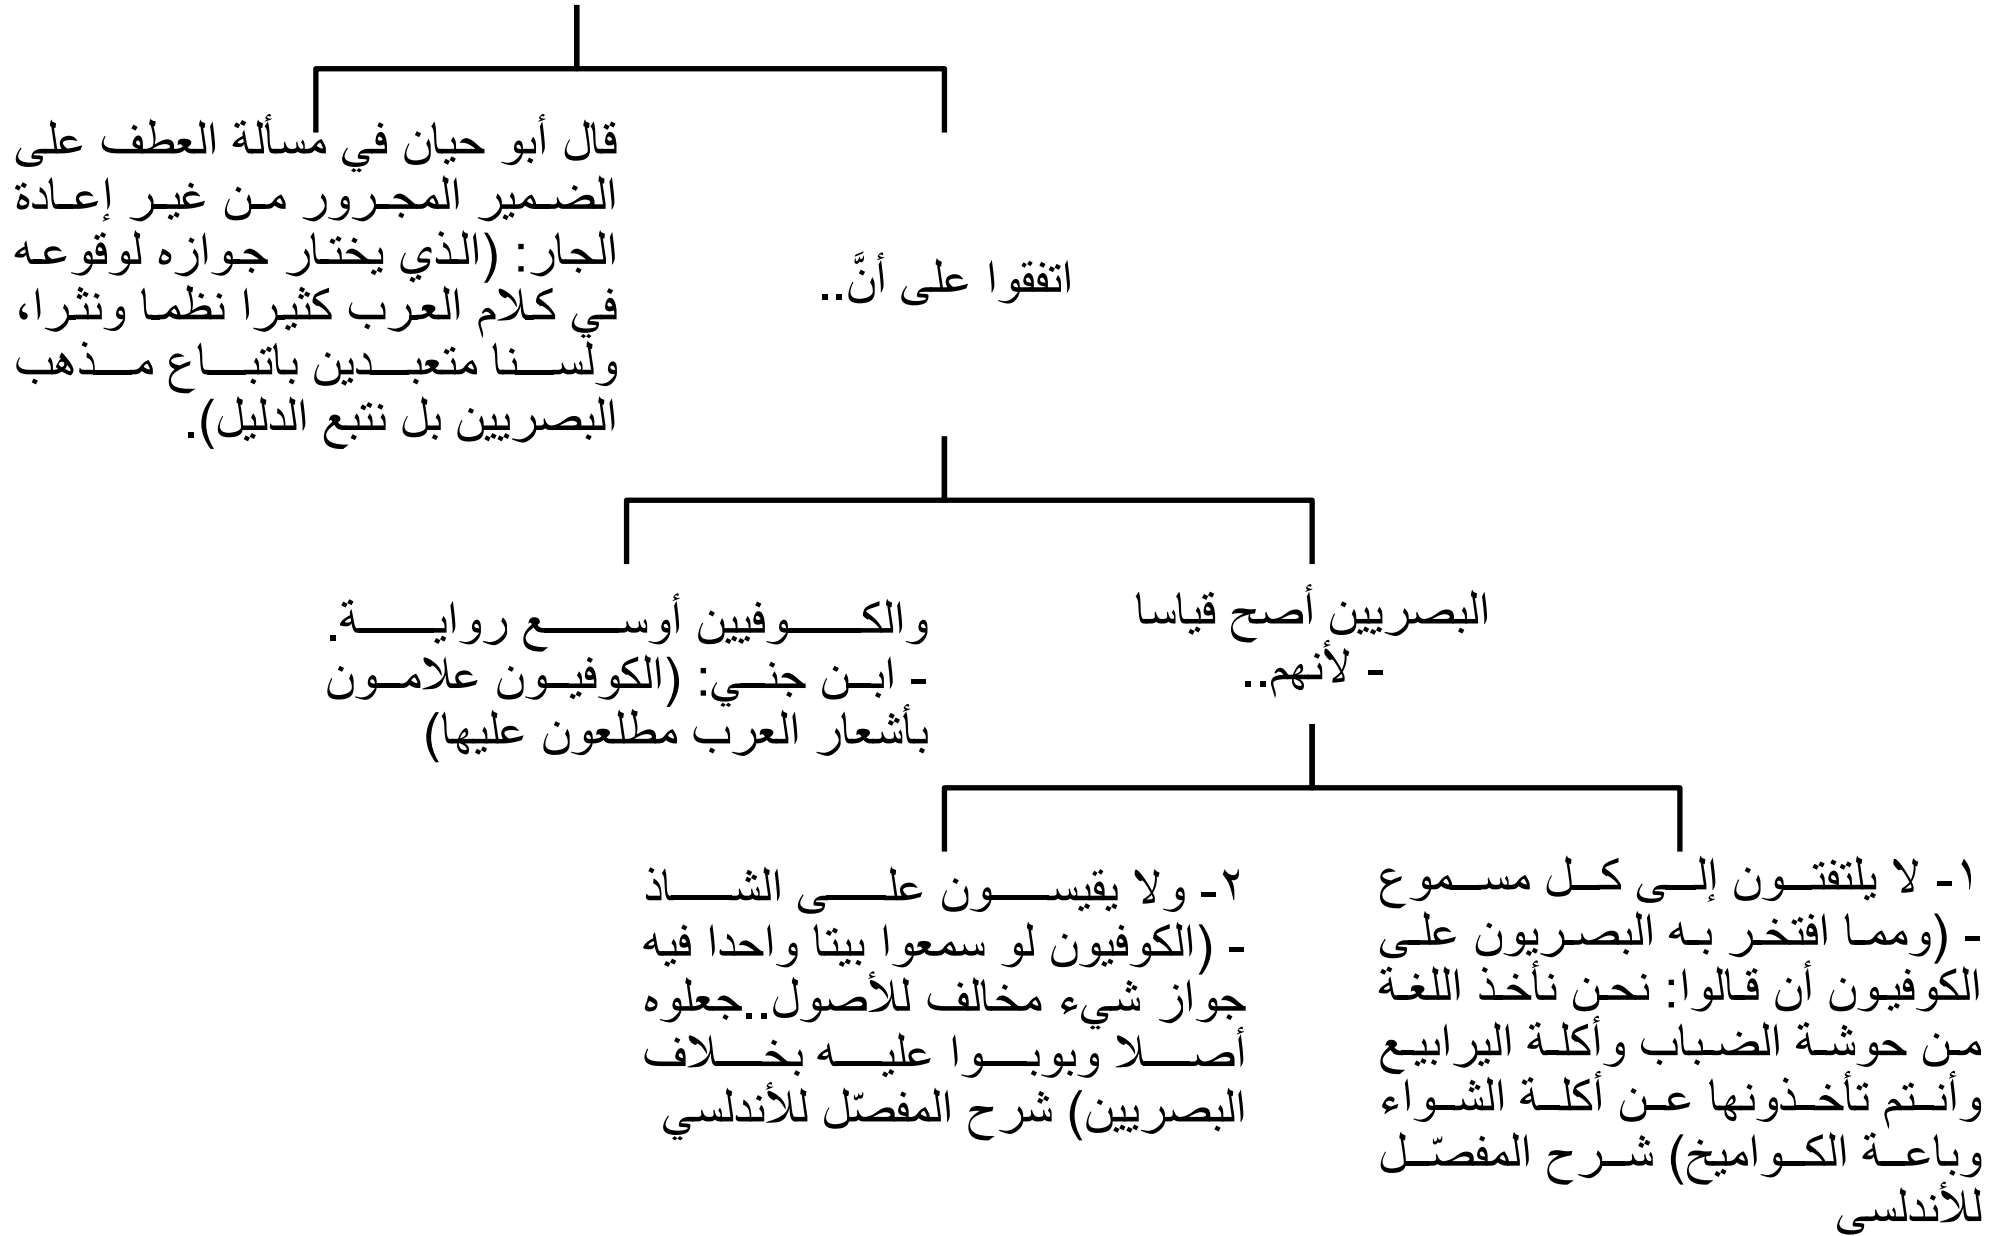 اتفقوا على أنَّ..
قال أبو حيان في مسألة العطف على
الضمير المجرور من غير إعادة
الجار: (الذي يختار جوازه لوقوعه
في كلام العرب كثيرا نظما ونثرا،
ولسنا متعبدين باتباع مذهب
البصريين بل نتبع الدليل).
البصريين أصح قياسا
- لأنهم..
والكوفيين أوسع رواية.
- ابن جني: (الكوفيون علامون
بأشعار العرب مطلعون عليها)
١- لا يلتفتون إلى كل مسموع
- (ومما افتخر به البصريون على
الكوفيون أن قالوا: نحن نأخذ اللغة
من حوشة الضباب وأكلة اليرابيع
وأنتم تأخذونها عن أكلة الشواء
وباعة الكواميخ) شرح المفصّل
للأندلسي
٢- ولا يقيسون على الشاذ
- (الكوفيون لو سمعوا بيتا واحدا فيه
جواز شيء مخالف للأصول..جعلوه
أصلا وبوبوا عليه بخلاف
البصريين) شرح المفصّل للأندلسي